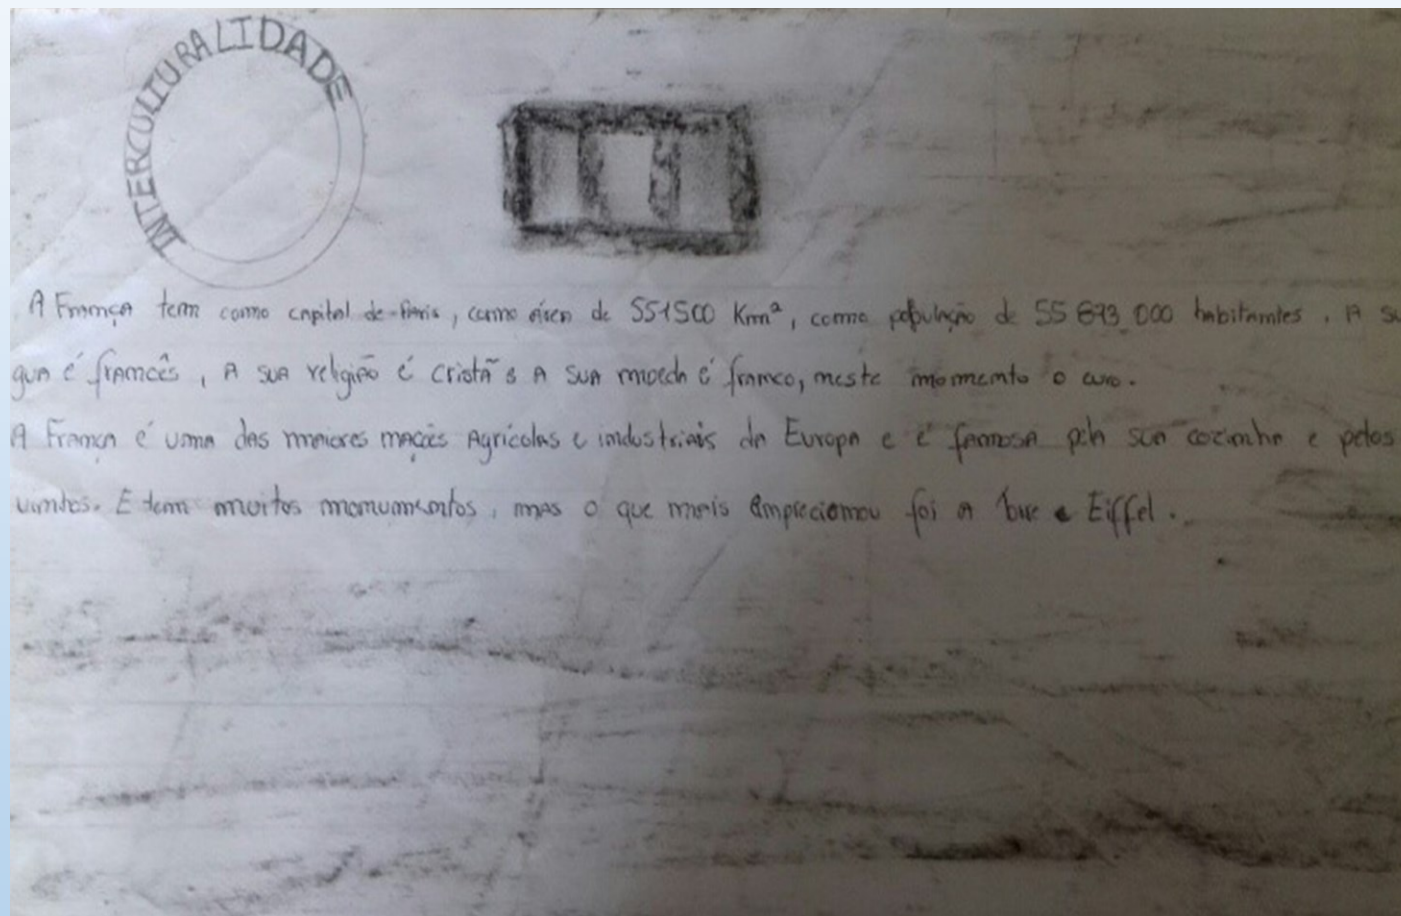 INTERCULTURALIDADE
A França tem como capital de Paris, como área de 551500 Km², como população de 55 873 000 habitantes. A su
gua é francês, A sua religião é cristã e A sua moeda é franco, neste momento o euro.
A França é uma das maiores nações Agrícolas e industriais da Europa e é famosa pela sua cozinha e pelos
vinhos. E tem muitos monumentos, mas o que mais empreciomou foi a torre Eiffel.